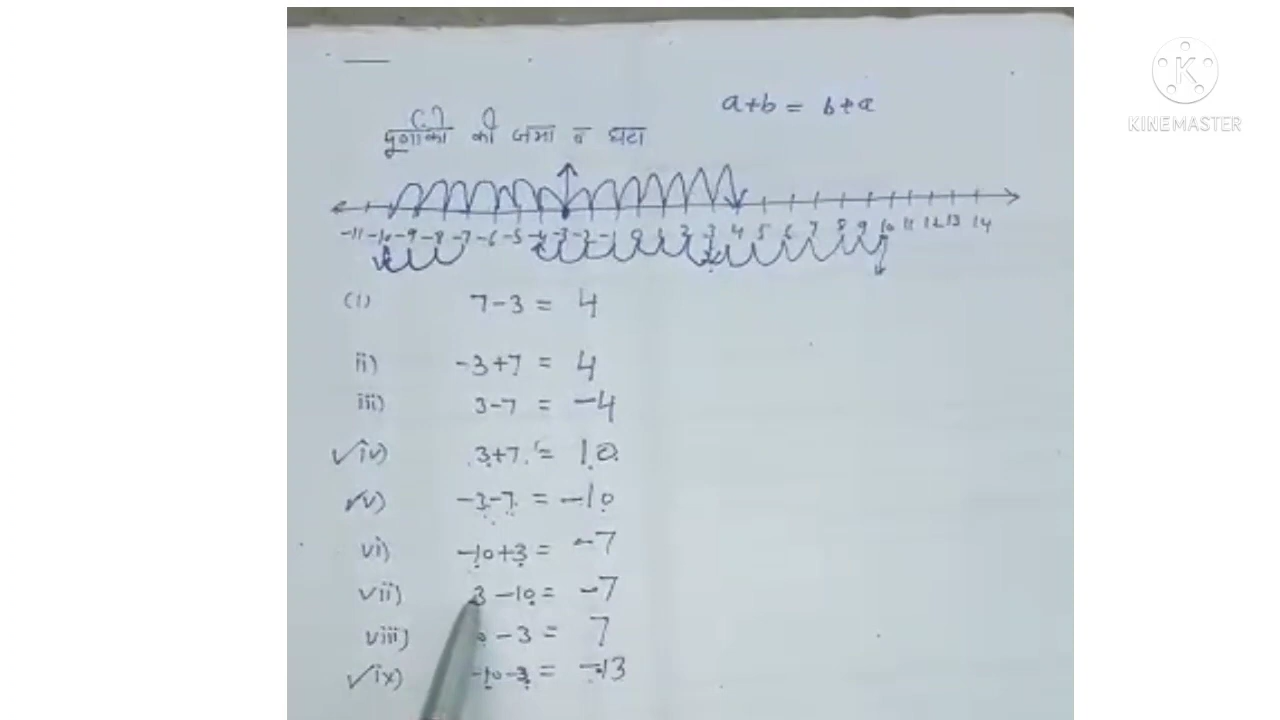 a+b = b+a
पूर्णांकों की जमा व घटा
-11 -10 -9 -8 -7 -6 -5 -4 -3 -2 -1 0 1 2 3 4 5 6 7 8 9 10 11 12 13 14
(i) 7-3 = 4
ii) -3+7 = 4
iii) 3-7 = -4
✓iv) 3+7 = 10
✓v) -3-7 = -10
vi) -10+3 = -7
vii) 3-10 = -7
viii) - 3 = 7
✓ix) -10-3 = -13
K
KINEMASTER